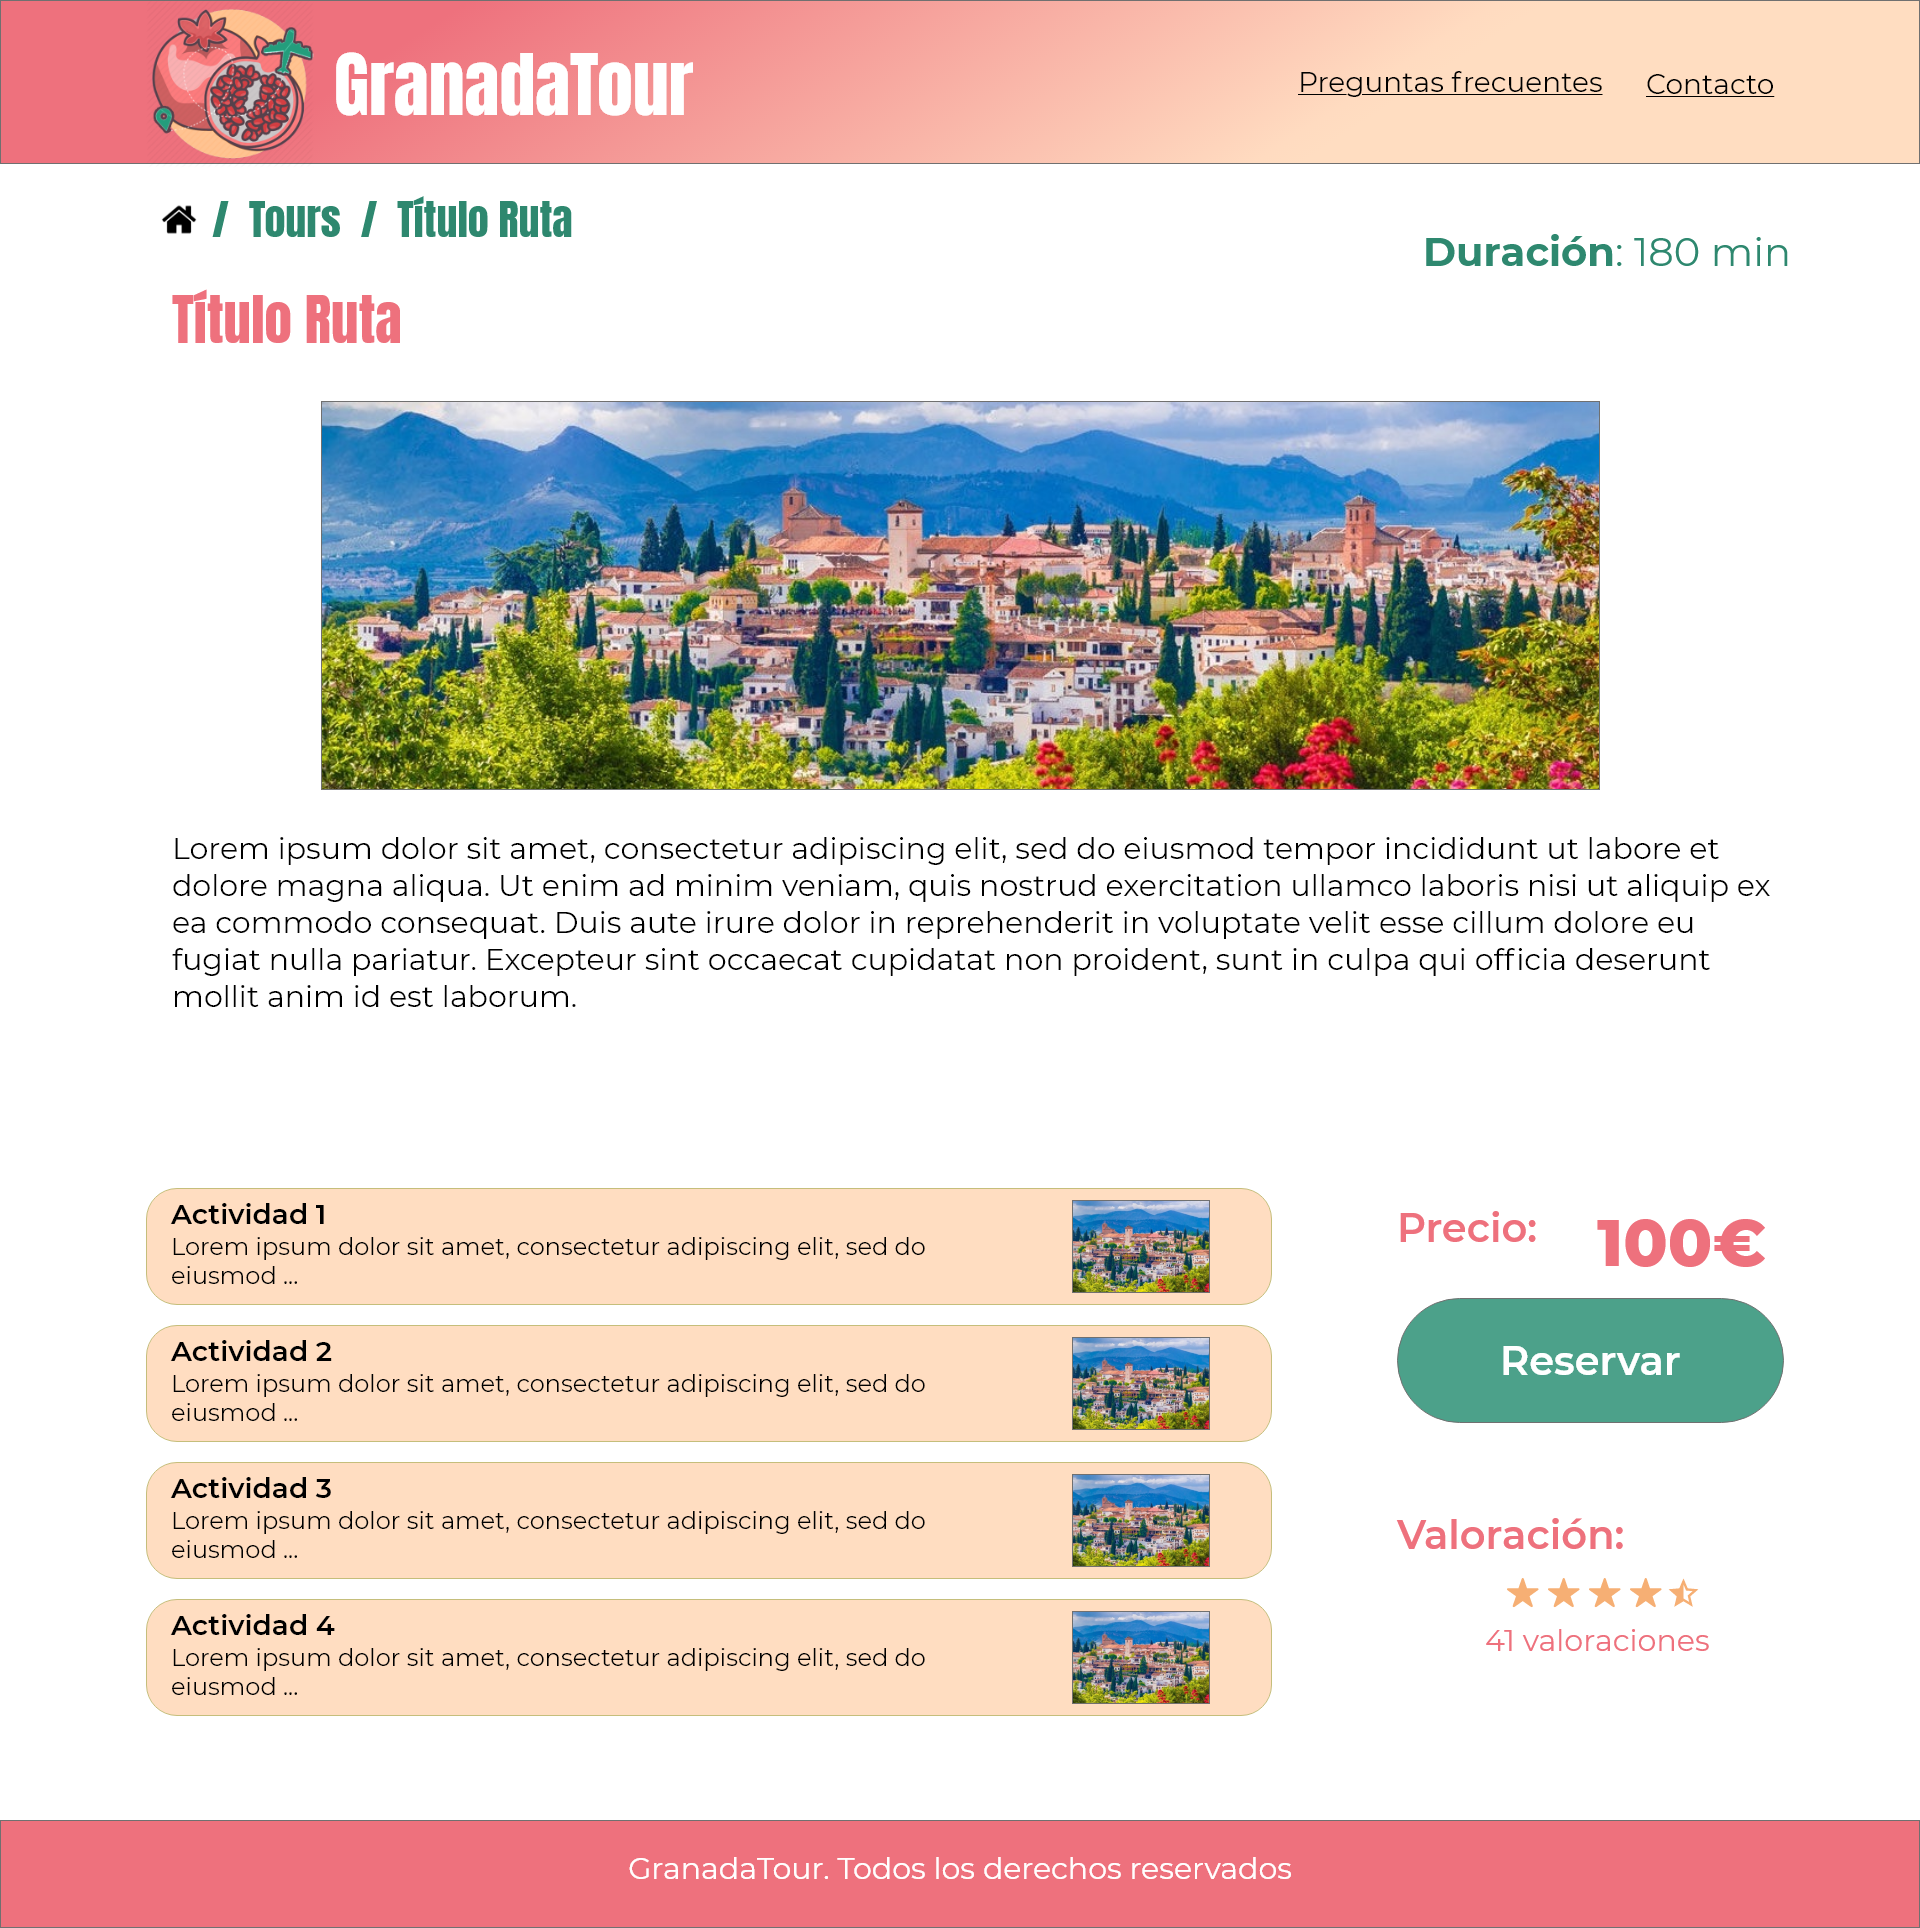 GranadaTour
Preguntas frecuentes
Contacto
/ Tours / Título Ruta
Duración: 180 min
Título Ruta
Lorem ipsum dolor sit amet, consectetur adipiscing elit, sed do eiusmod tempor incididunt ut labore et
dolore magna aliqua. Ut enim ad minim veniam, quis nostrud exercitation ullamco laboris nisi ut aliquip ex
ea commodo consequat. Duis aute irure dolor in reprehenderit in voluptate velit esse cillum dolore eu
fugiat nulla pariatur. Excepteur sint occaecat cupidatat non proident, sunt in culpa qui officia deserunt
mollit anim id est laborum.
Actividad 1
Lorem ipsum dolor sit amet, consectetur adipiscing elit, sed do
eiusmod ...
Actividad 2
Lorem ipsum dolor sit amet, consectetur adipiscing elit, sed do
eiusmod ...
Actividad 3
Lorem ipsum dolor sit amet, consectetur adipiscing elit, sed do
eiusmod ...
Actividad 4
Lorem ipsum dolor sit amet, consectetur adipiscing elit, sed do
eiusmod ...
Precio: 100€
Reservar
Valoración:
41 valoraciones
GranadaTour. Todos los derechos reservados